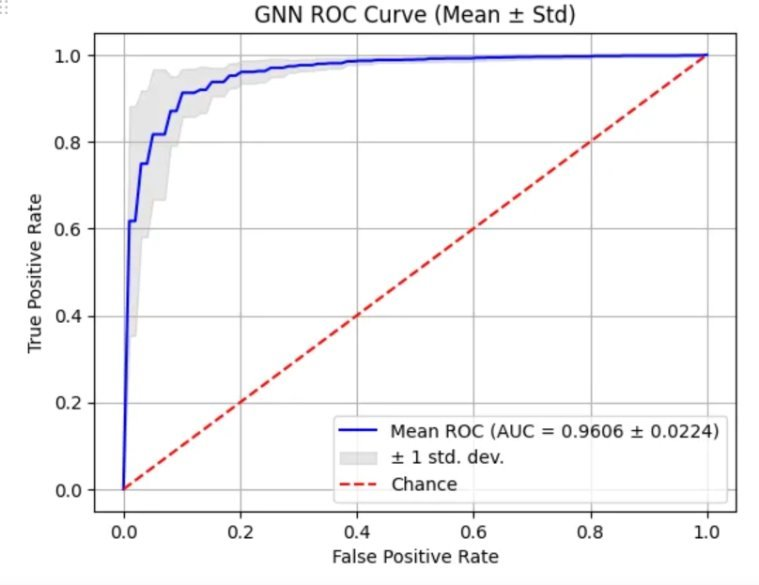 GNN ROC Curve (Mean ± Std)
1.0
0.8
0.6
0.4
0.2
0.0
True Positive Rate
Mean ROC (AUC = 0.9606 ± 0.0224)
± 1 std. dev.
Chance
0.0 0.2 0.4 0.6 0.8 1.0
False Positive Rate